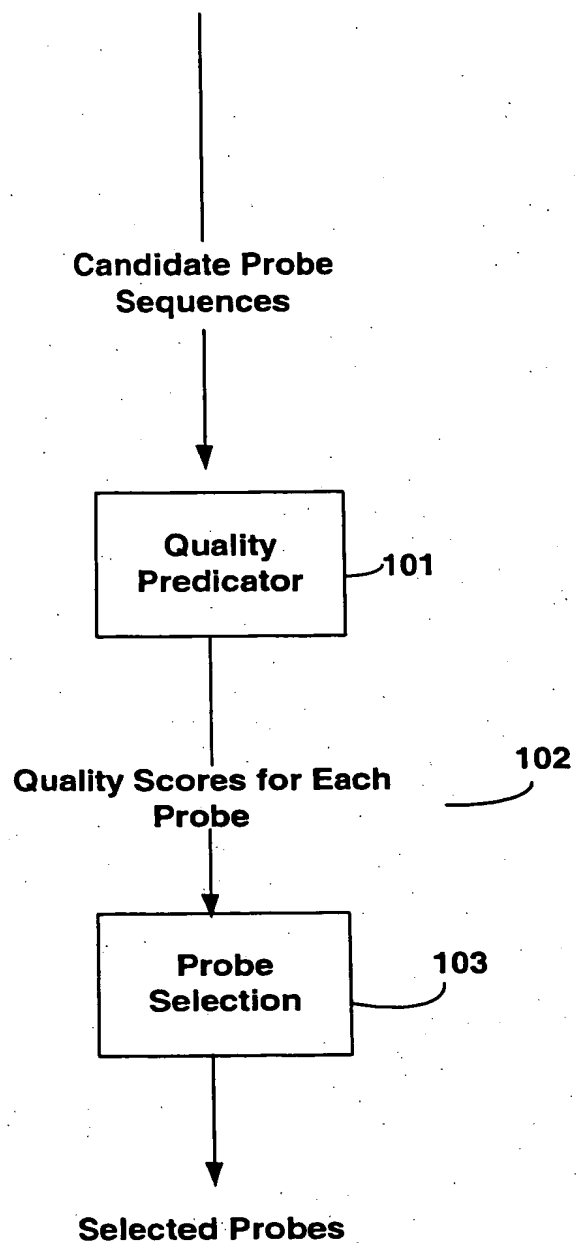 Candidate Probe
Sequences
Quality
Predicator
101
Quality Scores for Each
Probe
102
Probe
Selection
103
Selected Probes